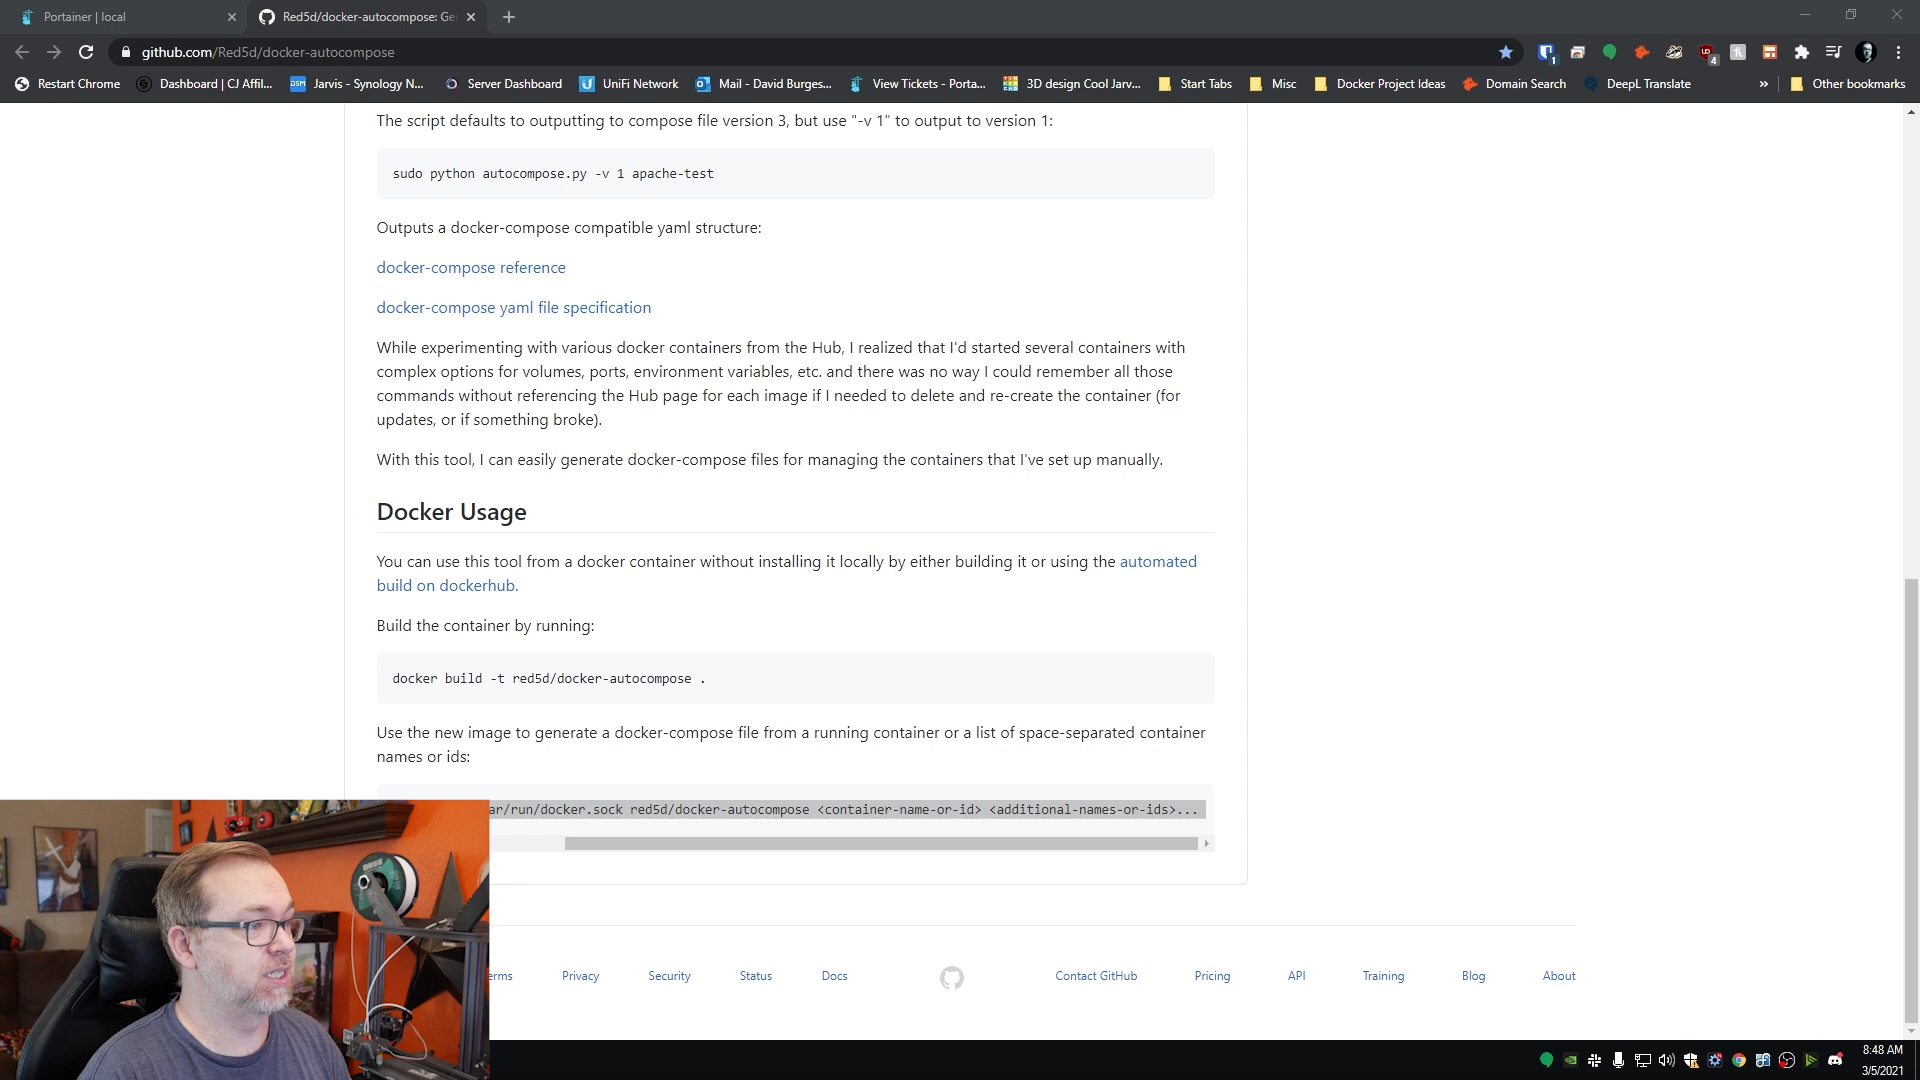 Portainer | local
Red5d/docker-autocompose: Ge
github.com/Red5d/docker-autocompose
1
4
Restart Chrome
Dashboard | CJ Affil...
Jarvis - Synology N...
Server Dashboard
UniFi Network
Mail - David Burges...
View Tickets - Porta...
3D design Cool Jarv...
Start Tabs
Misc
Docker Project Ideas
Domain Search
DeepL Translate
»
Other bookmarks
The script defaults to outputting to compose file version 3, but use "-v 1" to output to version 1:
sudo python autocompose.py -v 1 apache-test
Outputs a docker-compose compatible yaml structure:
docker-compose reference
docker-compose yaml file specification
While experimenting with various docker containers from the Hub, I realized that I'd started several containers with
complex options for volumes, ports, environment variables, etc. and there was no way I could remember all those
commands without referencing the Hub page for each image if I needed to delete and re-create the container (for
updates, or if something broke).
With this tool, I can easily generate docker-compose files for managing the containers that I've set up manually.
Docker Usage
You can use this tool from a docker container without installing it locally by either building it or using the automated
build on dockerhub.
Build the container by running:
docker build -t red5d/docker-autocompose .
Use the new image to generate a docker-compose file from a running container or a list of space-separated container
names or ids:
ar/run/docker.sock red5d/docker-autocompose <container-name-or-id> <additional-names-or-ids>...
erms
Privacy
Security
Status
Docs
Contact GitHub
Pricing
API
Training
Blog
About
8:48 AM
3/5/2021